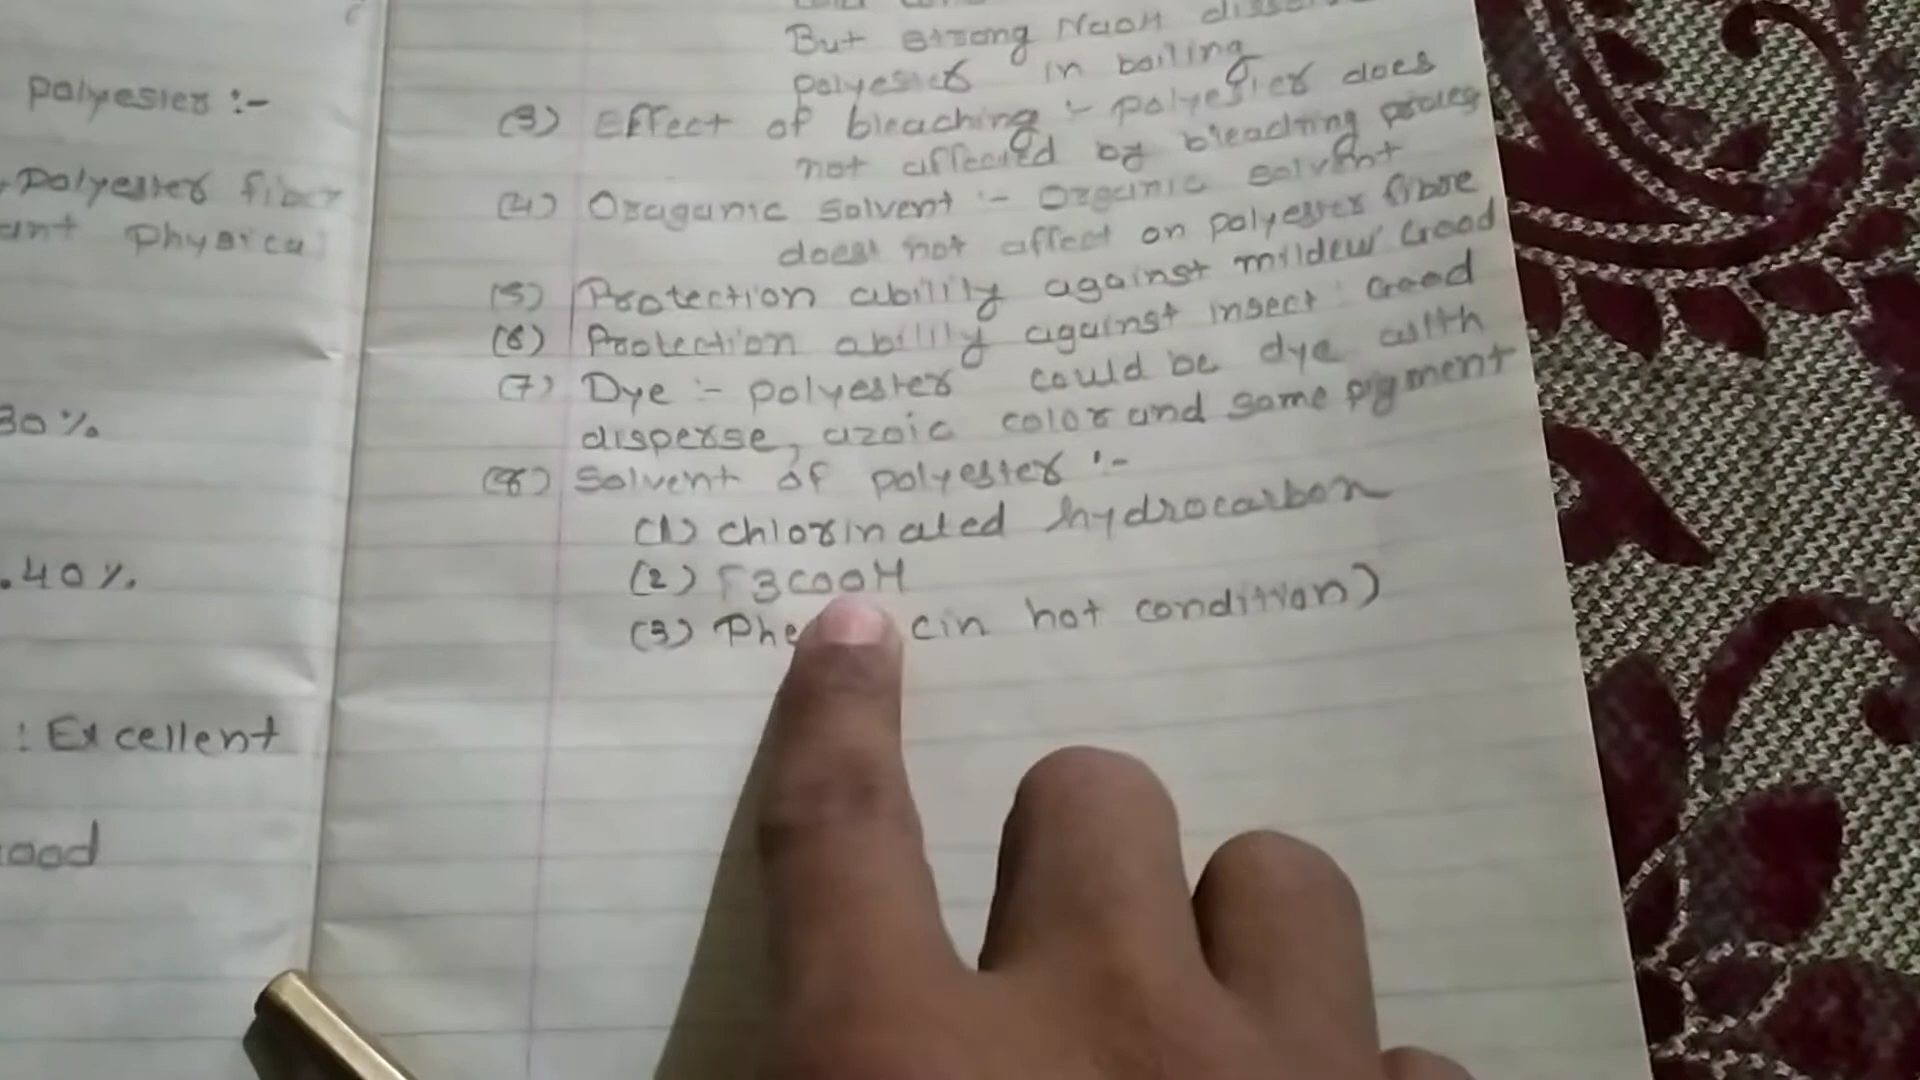 polyester :-
Polyester fiber
ant physical
30%
.40%
: Excellent
ood
But strong NaOH
polyester in boiling
(3) Effect of bleaching :- polyester does
not affected by bleaching process
(4) Oraganic solvent :- Organic solvent
does not affect on polyester fibre
(5) Protection ability against mildew Good
(6) Protection ability against insect : Good
(7) Dye :- polyester could be dye with
disperse, azoic color and some pigment
(8) Solvent of polyester :-
(1) chlorinated hydrocarbon
(2) F3COOH
(3) Phe (in hot condition)